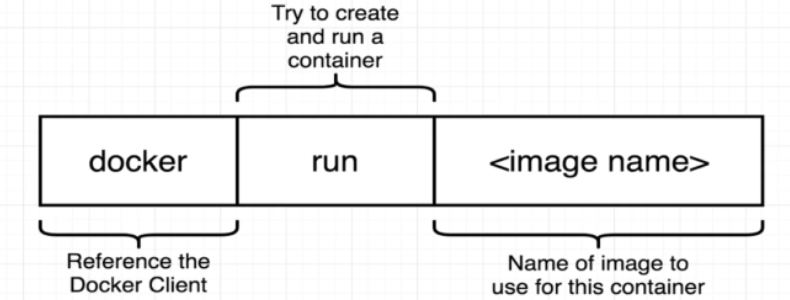 Try to create
and run a
container
docker
run
<image name>
Reference the
Docker Client
Name of image to
use for this container